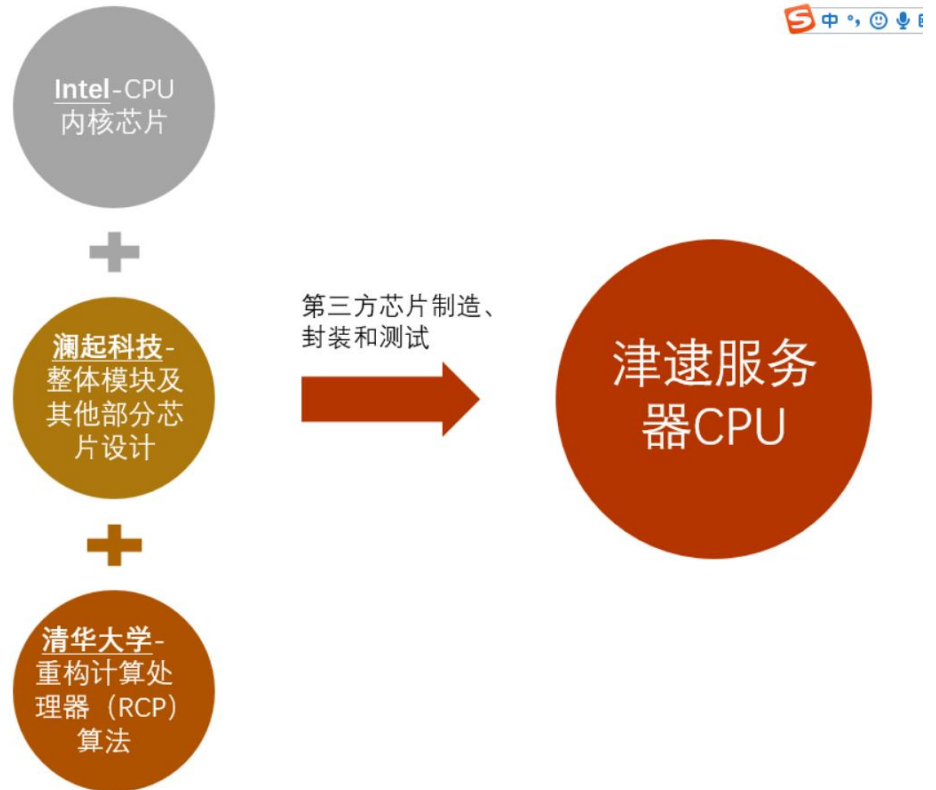 中
Intel-CPU
内核芯片
澜起科技-
整体模块及
其他部分芯
片设计
清华大学-
重构计算处
理器（RCP）
算法
第三方芯片制造、
封装和测试
津逮服务
器CPU